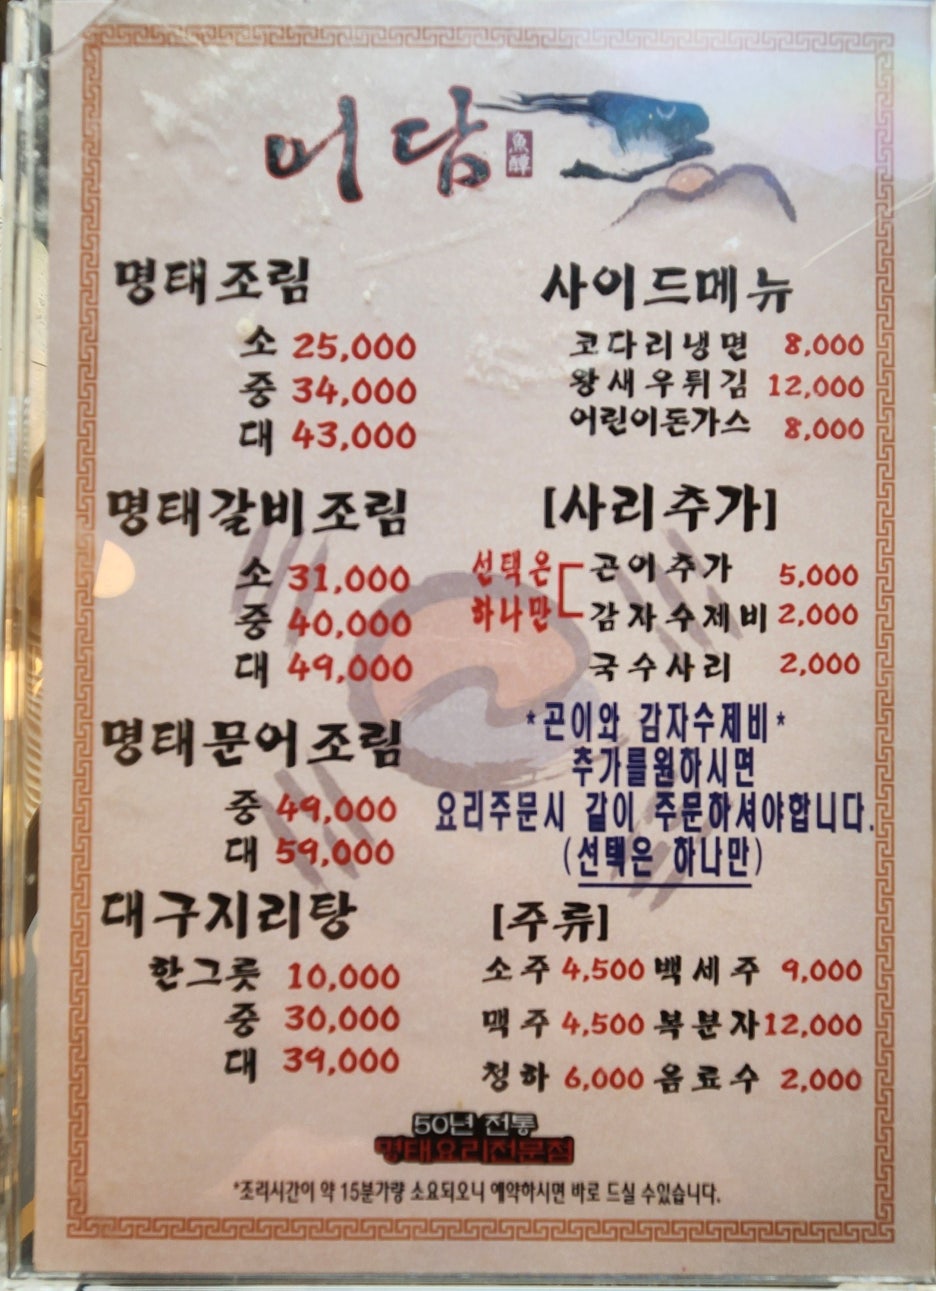 어담
魚醰
명태조림
소 25,000
중 34,000
대 43,000
명태갈비조림
소 31,000
중 40,000
대 49,000
명태문어조림
중 49,000
대 59,000
대구지리탕
한그릇 10,000
중 30,000
대 39,000
사이드메뉴
코다리냉면 8,000
왕새우튀김 12,000
어린이돈가스 8,000
[사리추가]
선택은
하나만
곤이추가 5,000
감자수제비 2,000
국수사리 2,000
*곤이와 감자수제비*
추가를원하시면
요리주문시 같이 주문하셔야합니다.
(선택은 하나만)
[주류]
소주 4,500 백세주 9,000
맥주 4,500 복분자 12,000
청하 6,000 음료수 2,000
50년 전통
명태요리전문점
*조리시간이 약 15분가량 소요되오니 예약하시면 바로 드실 수있습니다.